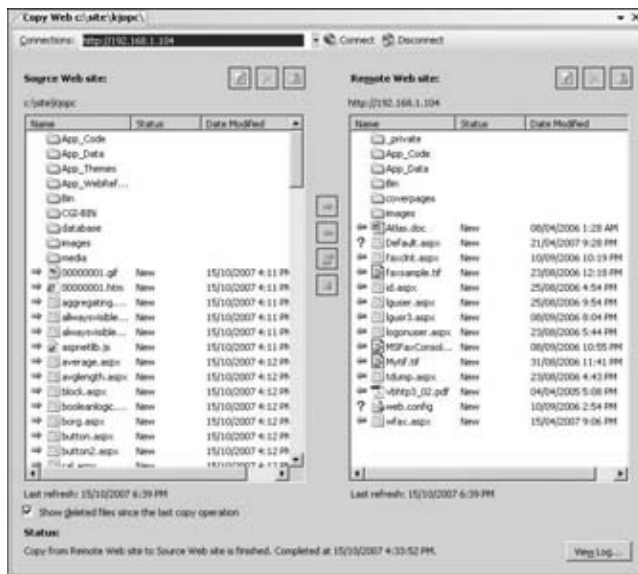 Copy Web c:\site\kjopc\
Connections: http://192.168.1.104 Connect Disconnect
Source Web site:
c:\site\kjopc
Name Status Date Modified
App_Code
App_Data
App_Themes
App_WebRef...
Bin
CGI-BIN
database
images
media
00000001.gif New 15/10/2007 4:11 PM
00000001.htm New 15/10/2007 4:11 PM
aggregating.... New 15/10/2007 4:11 PM
allwaysvisible... New 15/10/2007 4:11 PM
alwaysvisible... New 15/10/2007 4:11 PM
aspnetlib.js New 15/10/2007 4:11 PM
average.aspx New 15/10/2007 4:12 PM
avglength.aspx New 15/10/2007 4:12 PM
block.aspx New 15/10/2007 4:12 PM
booleanlogic.... New 15/10/2007 4:12 PM
borg.aspx New 15/10/2007 4:12 PM
button.aspx New 15/10/2007 4:12 PM
button2.aspx New 15/10/2007 4:12 PM
Last refresh: 15/10/2007 6:39 PM
Remote Web site:
http://192.168.1.104
Name Status Date Modified
_private
App_Code
App_Data
Bin
coverpages
images
Atlas.doc New 08/04/2006 1:28 AM
? Default.aspx New 21/04/2007 9:28 PM
faxdnt.aspx New 10/09/2006 10:19 PM
faxsample.tif New 23/08/2006 12:18 PM
id.aspx New 25/08/2006 4:54 PM
lguser.aspx New 25/08/2006 9:54 PM
lguser3.aspx New 08/09/2006 8:04 PM
logonuser.aspx New 23/08/2006 5:44 PM
MSFaxConsol... New 08/09/2006 10:55 PM
Mytif.tif New 31/08/2006 11:41 PM
tdump.aspx New 23/08/2006 4:43 PM
vbhtp3_02.pdf New 04/04/2005 5:08 PM
? web.config New 10/09/2006 2:54 PM
wfax.aspx New 15/04/2007 9:06 PM
Last refresh: 15/10/2007 6:39 PM
Show deleted files since the last copy operation
Status:
Copy from Remote Web site to Source Web site is finished. Completed at 15/10/2007 4:33:52 PM.
View Log...